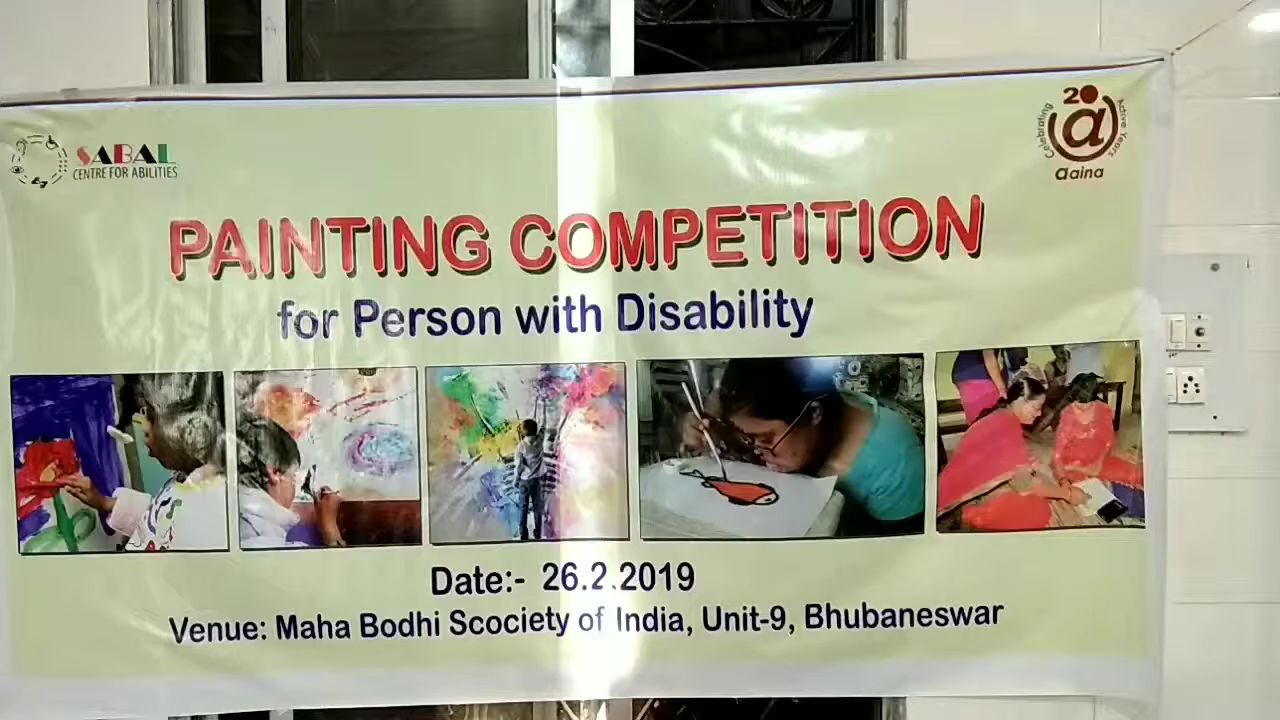 SABAL
CENTRE FOR ABILITIES
Celebrating 20 Active Years
a
aaina
PAINTING COMPETITION
for Person with Disability
Date:- 26.2.2019
Venue: Maha Bodhi Scociety of India, Unit-9, Bhubaneswar